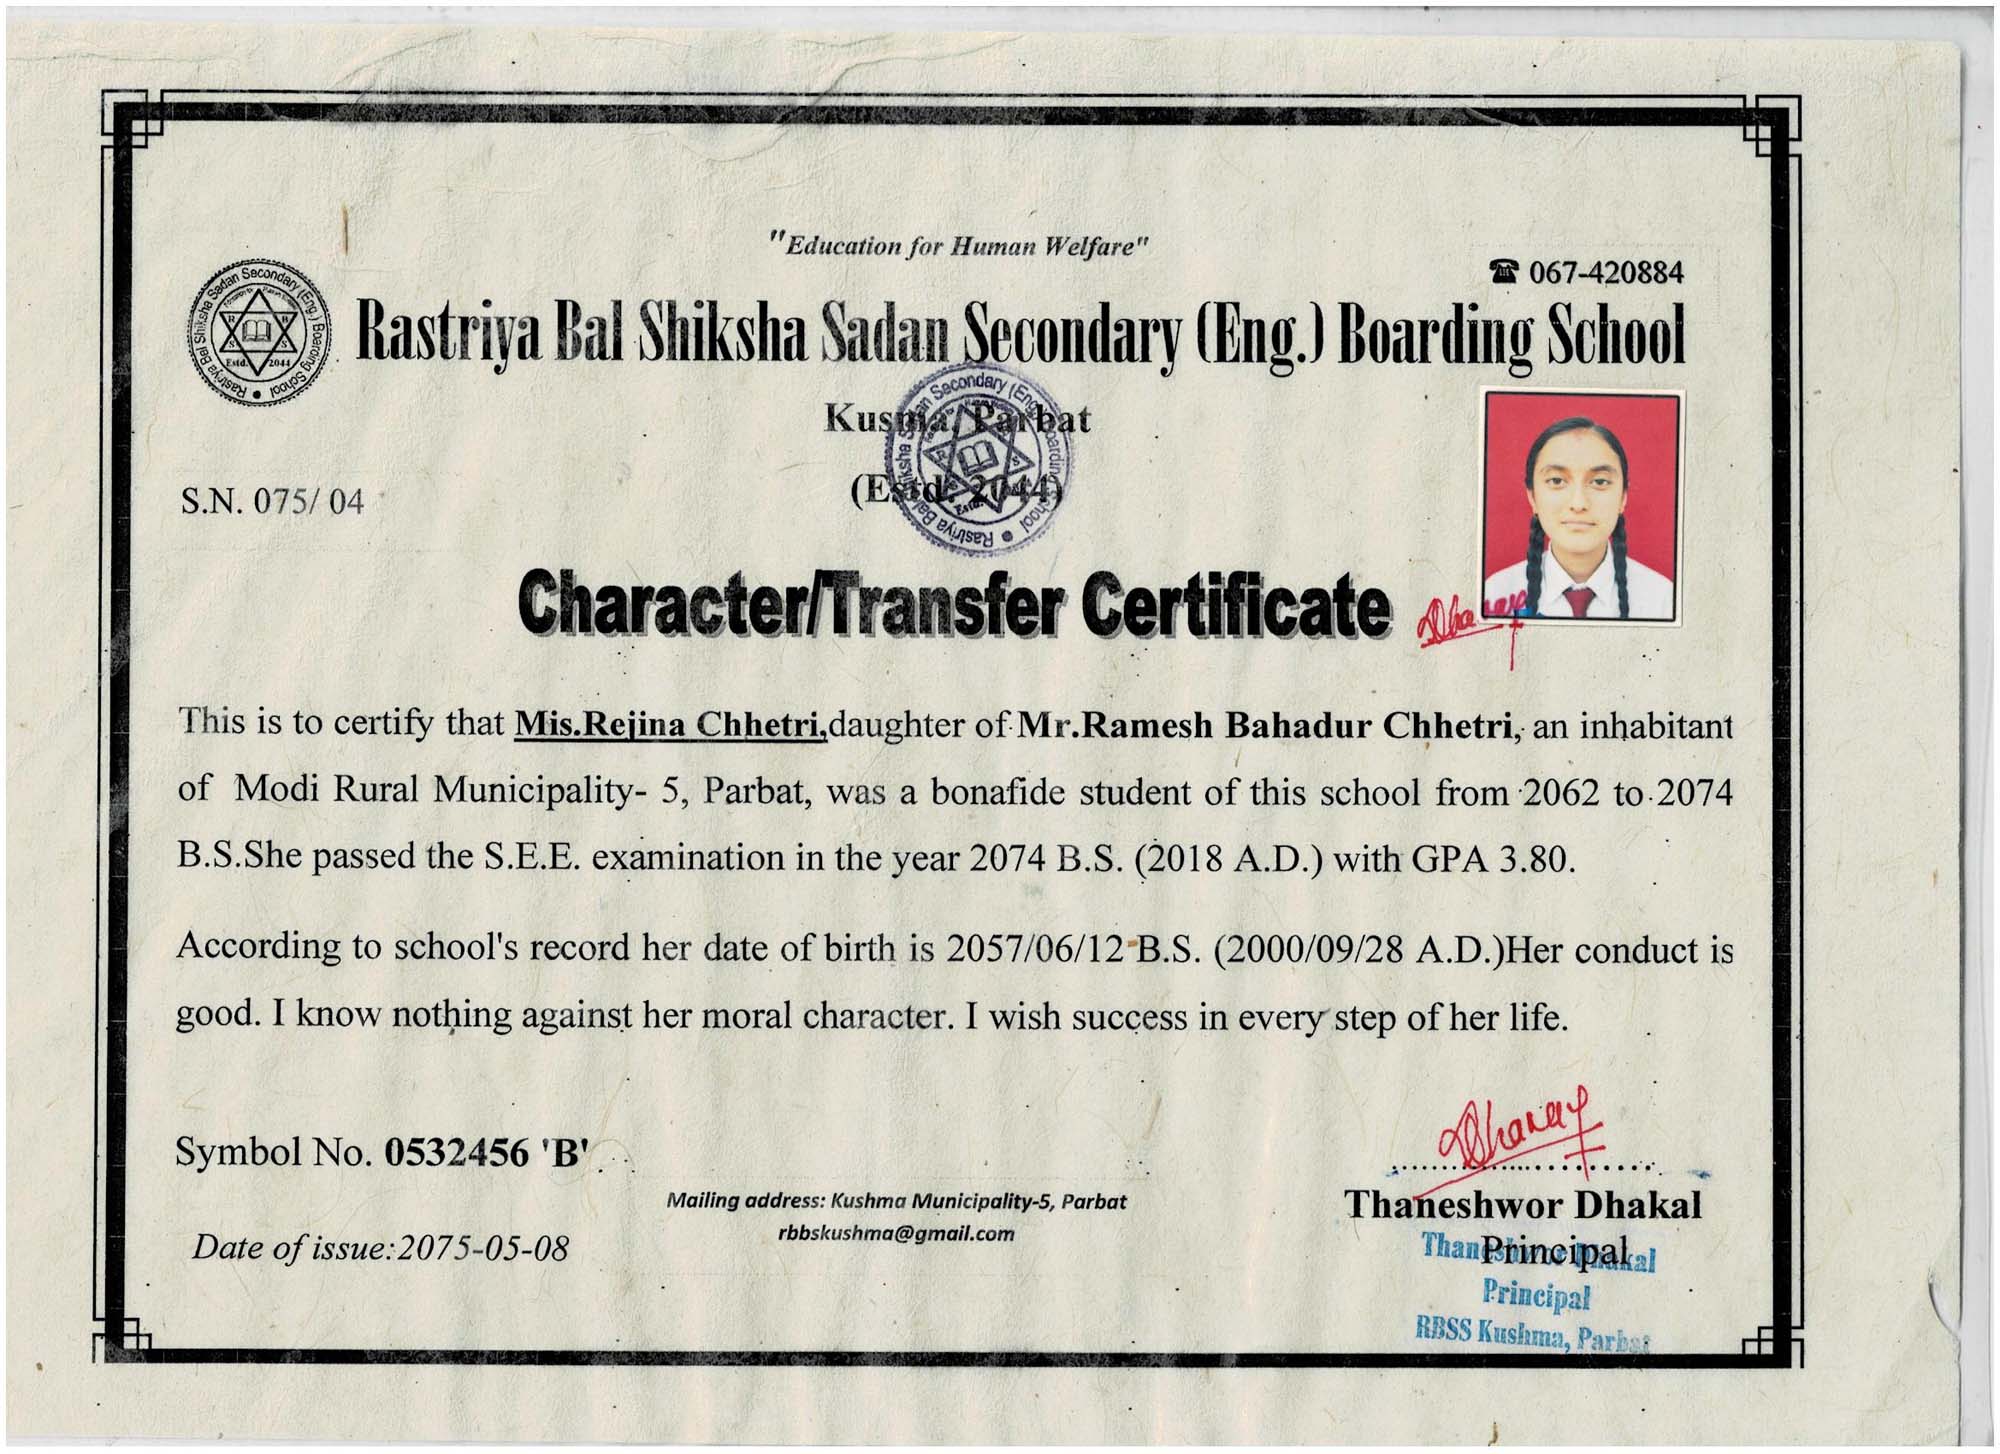 "Education for Human Welfare"
☎ 067-420884
Rastriya Bal Shiksha Sadan Secondary (Eng.) Boarding School
Rastriya Bal Shiksha Sadan Secondary (Eng.) Boarding School
R B S S
Estd. 2044
Kusma, Parbat
(Estd. 2044)
Rastriya Bal Shiksha Sadan Secondary (Eng.) Boarding School
Estd.
S.N. 075/ 04
Character/Transfer Certificate
This is to certify that Mis.Rejina Chhetri,daughter of Mr.Ramesh Bahadur Chhetri, an inhabitant
of Modi Rural Municipality- 5, Parbat, was a bonafide student of this school from 2062 to 2074
B.S.She passed the S.E.E. examination in the year 2074 B.S. (2018 A.D.) with GPA 3.80.
According to school's record her date of birth is 2057/06/12 B.S. (2000/09/28 A.D.)Her conduct is
good. I know nothing against her moral character. I wish success in every step of her life.
Symbol No. 0532456 'B'
Mailing address: Kushma Municipality-5, Parbat
rbbskushma@gmail.com
Date of issue:2075-05-08
Thaneshwor Dhakal
Principal
Thaneshwor Dhakal
Principal
RBSS Kushma, Parbat